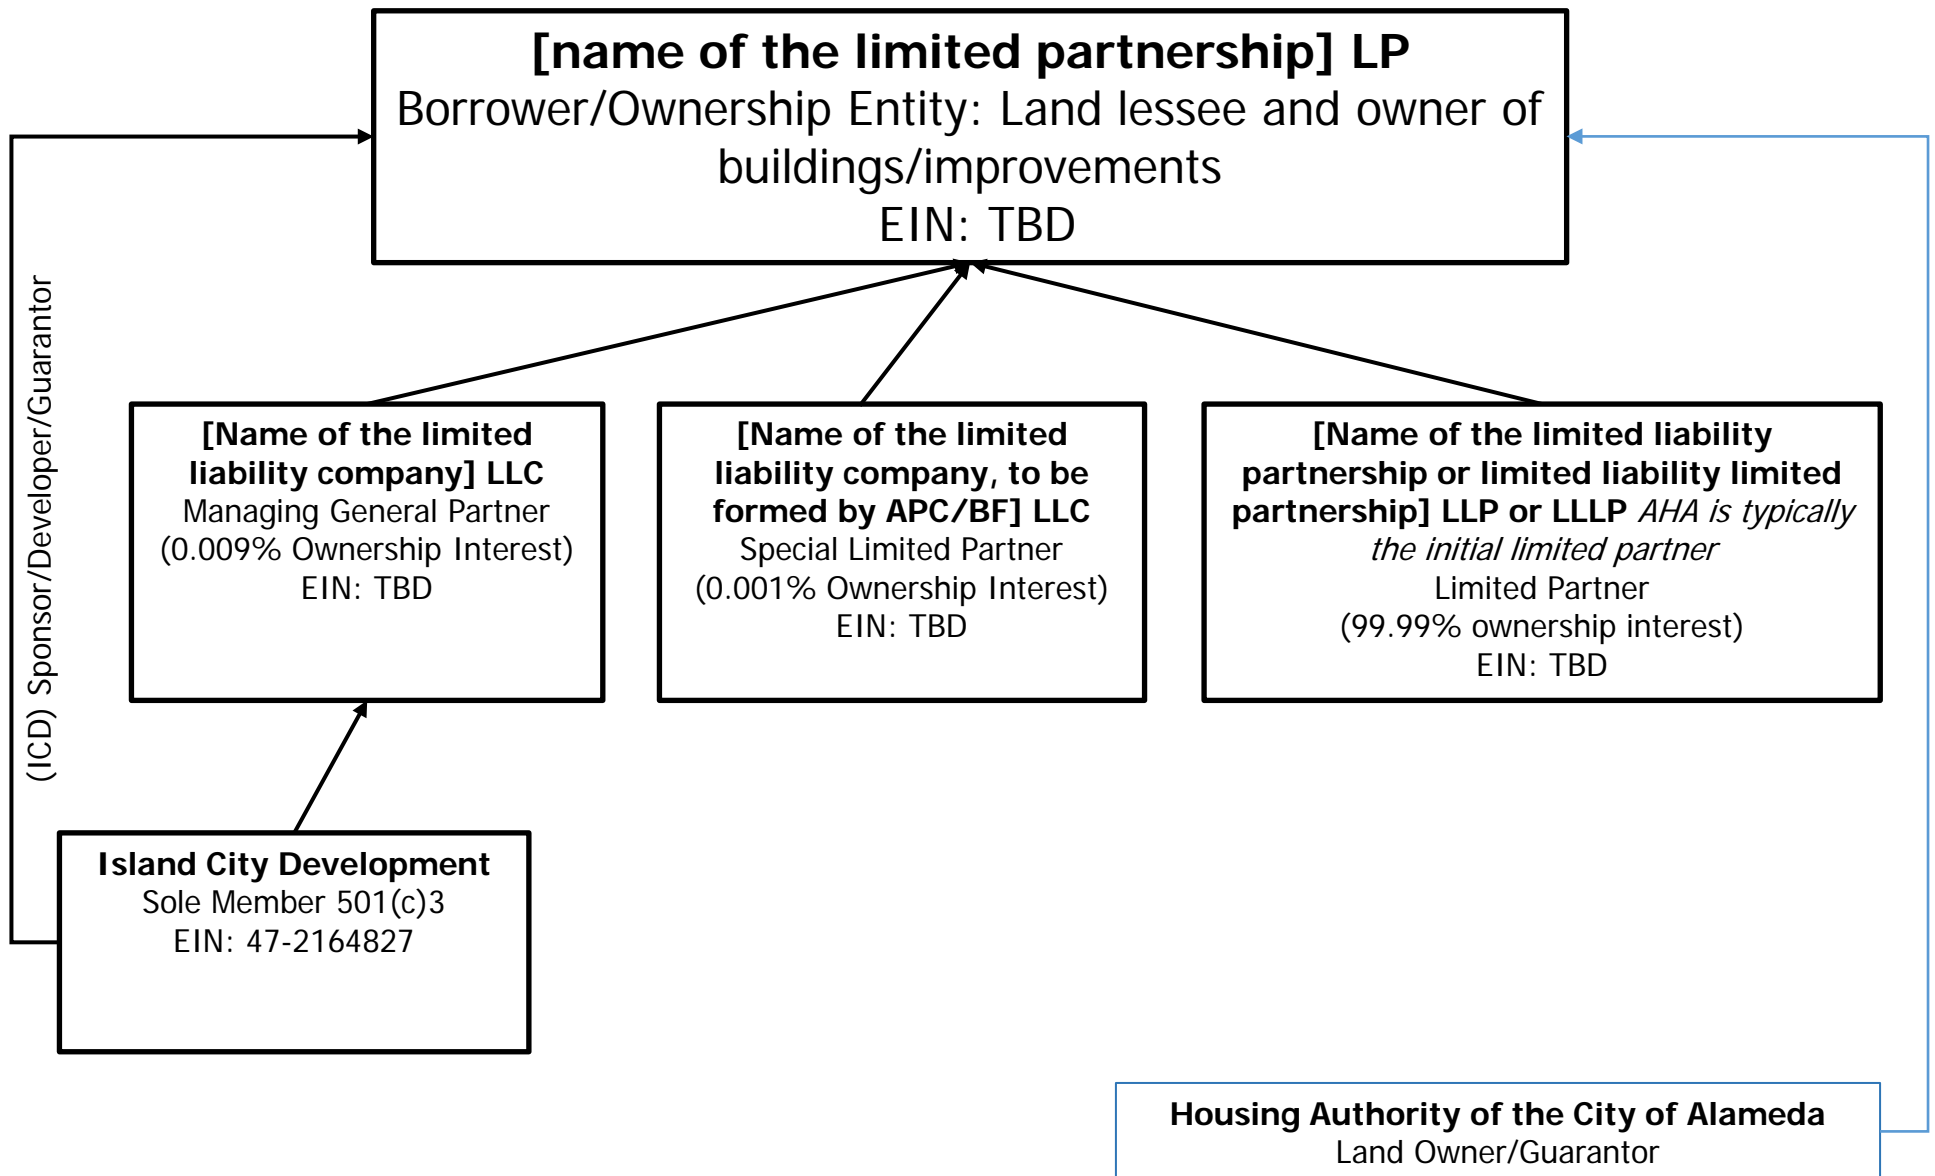 [name of the limited partnership] LP
Borrower/Ownership Entity: Land lessee and owner of
buildings/improvements
EIN: TBD
(ICD) Sponsor/Developer/Guarantor
[Name of the limited
liability company] LLC
Managing General Partner
(0.009% Ownership Interest)
EIN: TBD
[Name of the limited
liability company, to be
formed by APC/BF] LLC
Special Limited Partner
(0.001% Ownership Interest)
EIN: TBD
[Name of the limited liability
partnership or limited liability limited
partnership] LLP or LLLP AHA is typically
the initial limited partner
Limited Partner
(99.99% ownership interest)
EIN: TBD
Island City Development
Sole Member 501(c)3
EIN: 47-2164827
Housing Authority of the City of Alameda
Land Owner/Guarantor